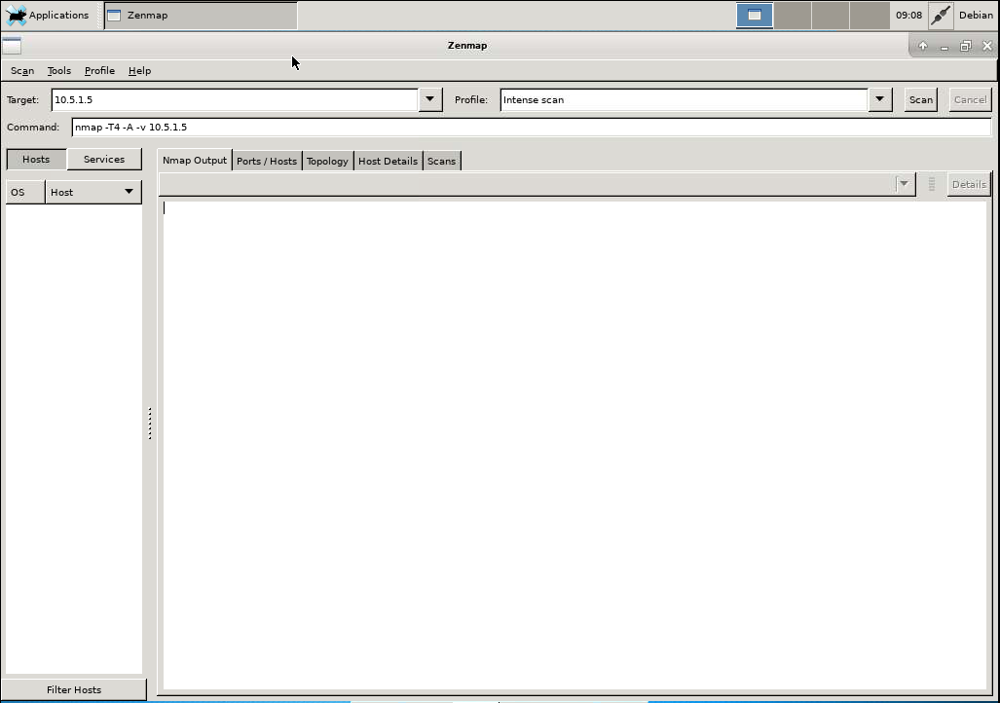 Applications Zenmap 09:08 Debian
Zenmap
Scan Tools Profile Help
Target: 10.5.1.5 Profile: Intense scan Scan Cancel
Command: nmap -T4 -A -v 10.5.1.5
Hosts Services Nmap Output Ports / Hosts Topology Host Details Scans
Details
OS Host
Filter Hosts